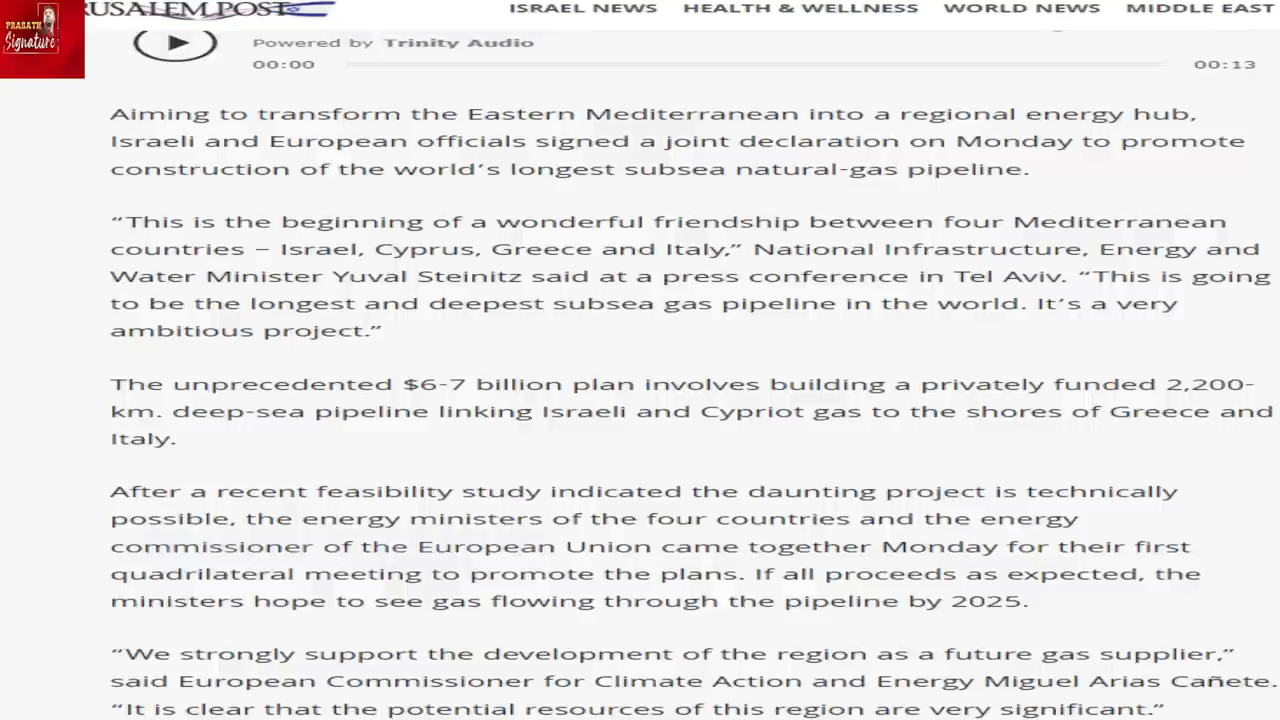 PRASATH
Signature
RUSALEM POST
ISRAEL NEWS HEALTH & WELLNESS WORLD NEWS MIDDLE EAST
Powered by Trinity Audio
00:00 00:13
Aiming to transform the Eastern Mediterranean into a regional energy hub,
Israeli and European officials signed a joint declaration on Monday to promote
construction of the world’s longest subsea natural-gas pipeline.
“This is the beginning of a wonderful friendship between four Mediterranean
countries – Israel, Cyprus, Greece and Italy,” National Infrastructure, Energy and
Water Minister Yuval Steinitz said at a press conference in Tel Aviv. “This is going
to be the longest and deepest subsea gas pipeline in the world. It’s a very
ambitious project.”
The unprecedented $6-7 billion plan involves building a privately funded 2,200-
km. deep-sea pipeline linking Israeli and Cypriot gas to the shores of Greece and
Italy.
After a recent feasibility study indicated the daunting project is technically
possible, the energy ministers of the four countries and the energy
commissioner of the European Union came together Monday for their first
quadrilateral meeting to promote the plans. If all proceeds as expected, the
ministers hope to see gas flowing through the pipeline by 2025.
“We strongly support the development of the region as a future gas supplier,”
said European Commissioner for Climate Action and Energy Miguel Arias Cañete.
“It is clear that the potential resources of this region are very significant.”